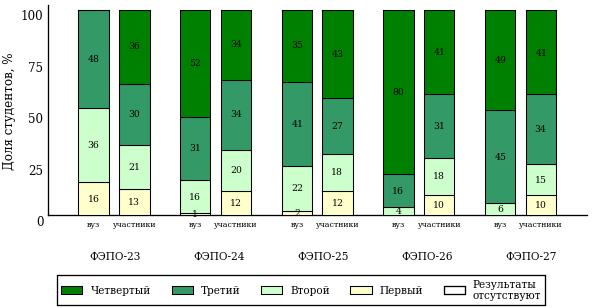 100
75
50
25
0
Доля студентов, %
48 36 16
36 30 21 13
52 31 16 1
34 34 20 12
35 41 22 2
43 27 18 12
80 16 4
41 31 18 10
49 45 6
41 34 15 10
вуз участники вуз участники вуз участники вуз участники вуз участники
ФЭПО-23 ФЭПО-24 ФЭПО-25 ФЭПО-26 ФЭПО-27
Четвертый Третий Второй Первый Результаты
отсутствуют